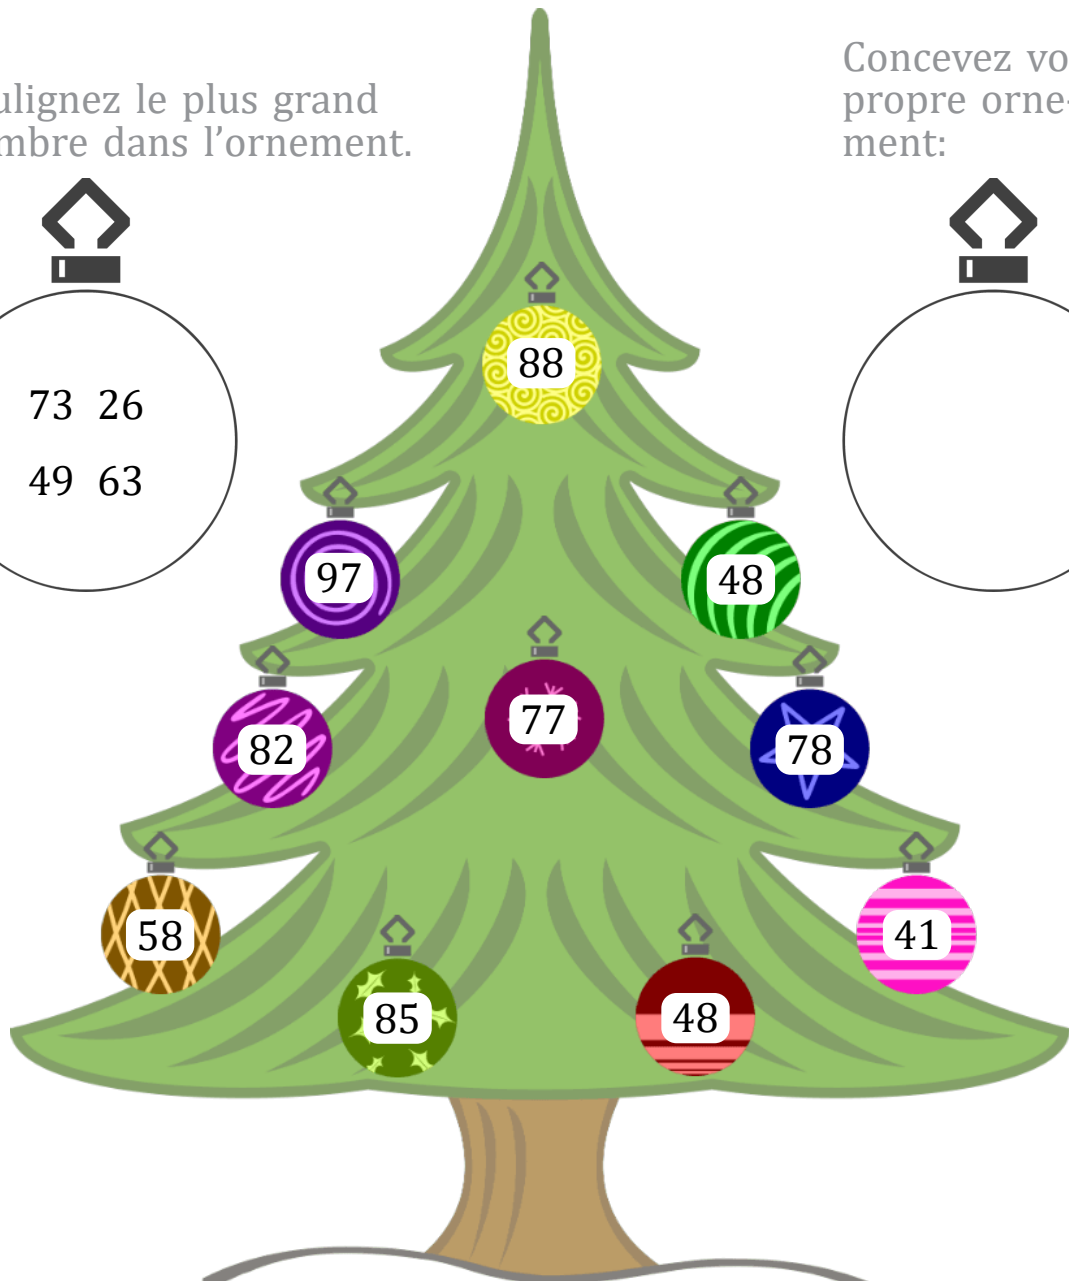 ulignez le plus grand
mbre dans l’ornement.
Concevez vo
propre orne-
ment:
73 26
49 63
88
97
48
77
82
78
58
41
85
48